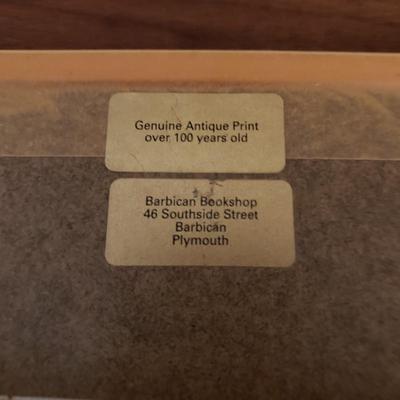 Genuine Antique Print
over 100 years old
Barbican Bookshop
46 Southside Street
Barbican
Plymouth